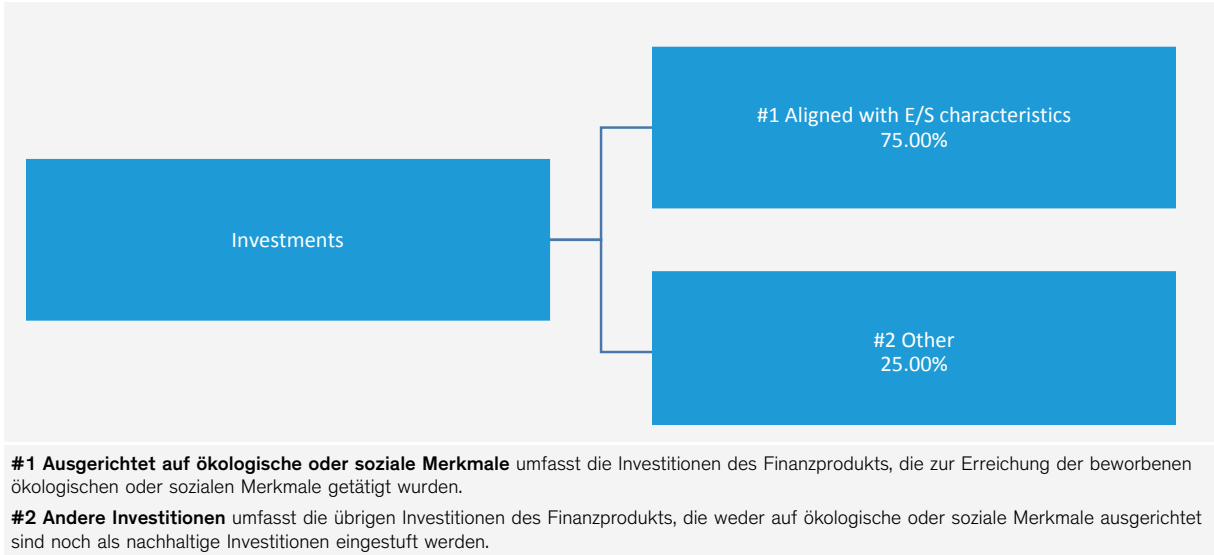 #1 Aligned with E/S characteristics
75.00%
Investments
#2 Other
25.00%
#1 Ausgerichtet auf ökologische oder soziale Merkmale umfasst die Investitionen des Finanzprodukts, die zur Erreichung der beworbenen
ökologischen oder sozialen Merkmale getätigt wurden.
#2 Andere Investitionen umfasst die übrigen Investitionen des Finanzprodukts, die weder auf ökologische oder soziale Merkmale ausgerichtet
sind noch als nachhaltige Investitionen eingestuft werden.